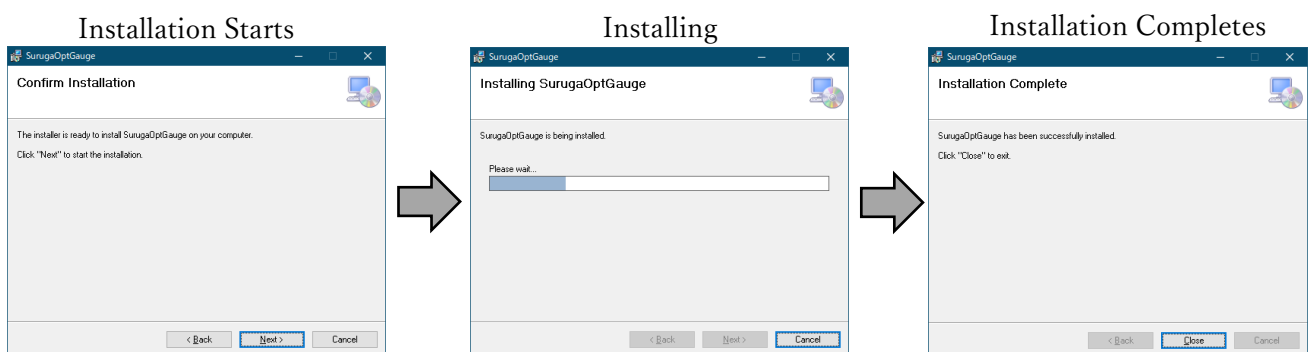 Installation Starts
SurugaOptGauge
Confirm Installation
The installer is ready to install SurugaOptGauge on your computer.
Click "Next" to start the installation.
< Back
Next >
Cancel
Installing
SurugaOptGauge
Installing SurugaOptGauge
SurugaOptGauge is being installed.
Please wait...
< Back
Next >
Cancel
Installation Completes
SurugaOptGauge
Installation Complete
SurugaOptGauge has been successfully installed.
Click "Close" to exit.
< Back
Close
Cancel